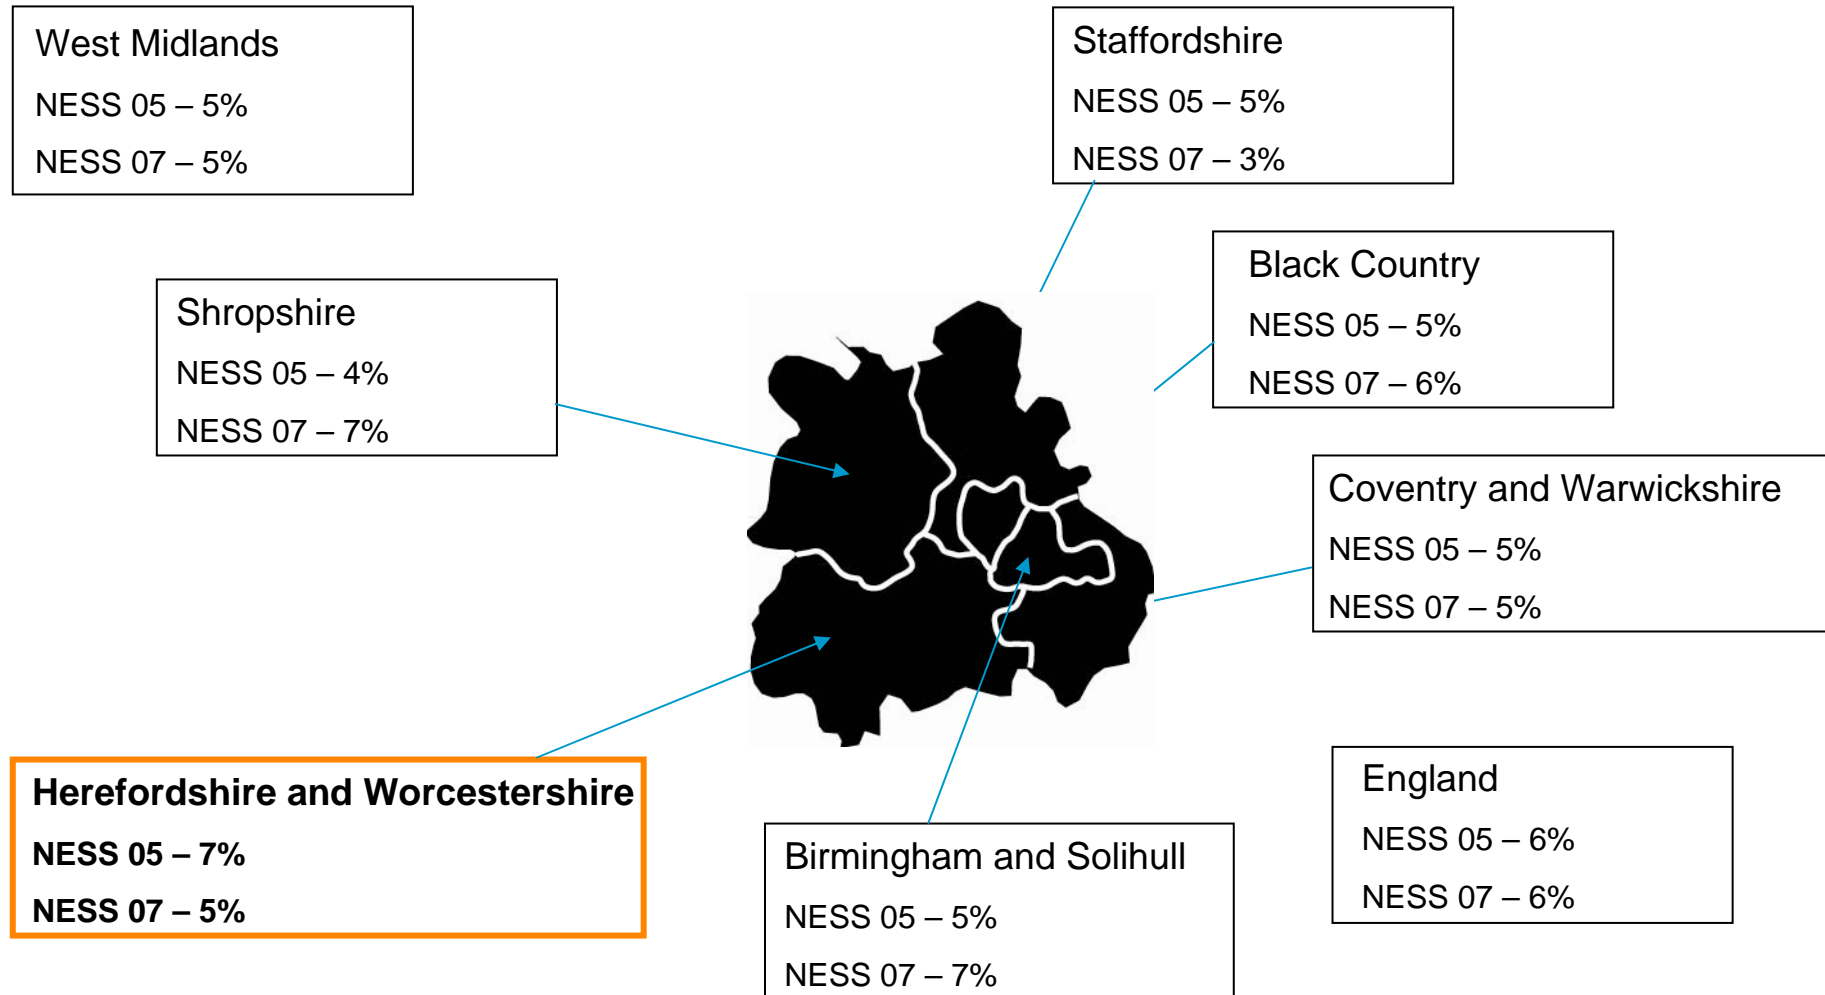 West Midlands
NESS 05 – 5%
NESS 07 – 5%
Staffordshire
NESS 05 – 5%
NESS 07 – 3%
Black Country
NESS 05 – 5%
NESS 07 – 6%
Shropshire
NESS 05 – 4%
NESS 07 – 7%
Coventry and Warwickshire
NESS 05 – 5%
NESS 07 – 5%
Herefordshire and Worcestershire
NESS 05 – 7%
NESS 07 – 5%
Birmingham and Solihull
NESS 05 – 5%
NESS 07 – 7%
England
NESS 05 – 6%
NESS 07 – 6%